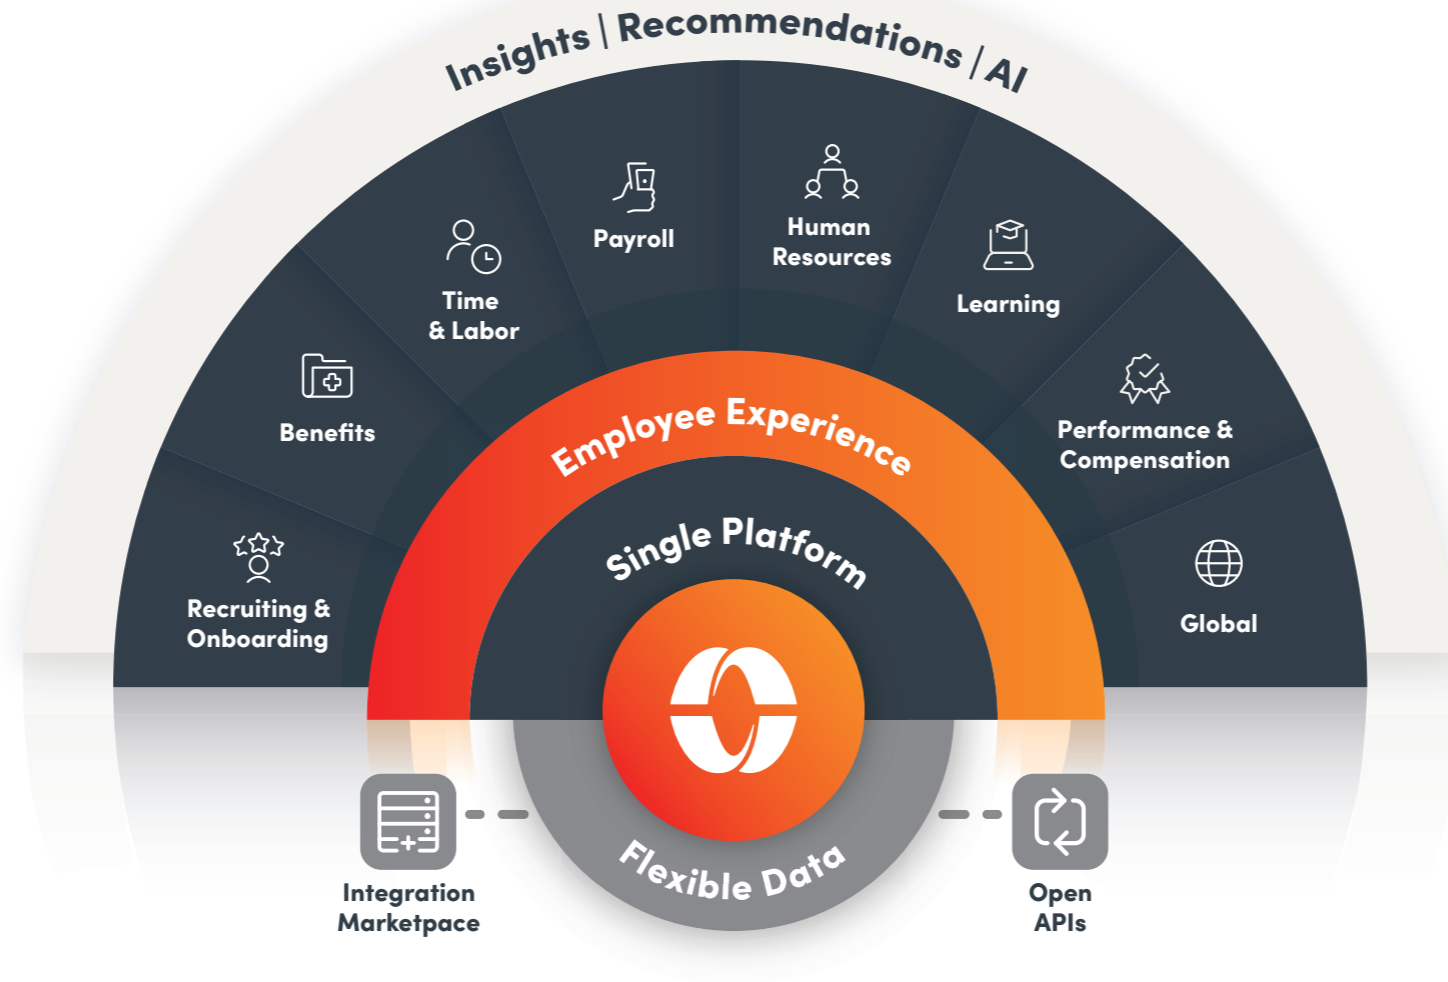 Insights | Recommendations | AI
Payroll
Human
Resources
Time
& Labor
Learning
Benefits
Performance &
Compensation
Recruiting &
Onboarding
Global
Employee Experience
Single Platform
Flexible Data
Integration
Marketpace
Open
APIs